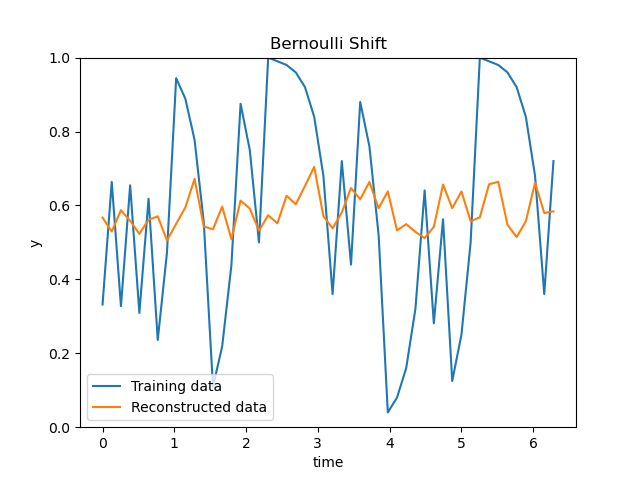 Bernoulli Shift
y
1.0
0.8
0.6
0.4
0.2
0.0
Training data
Reconstructed data
0 1 2 3 4 5 6
time